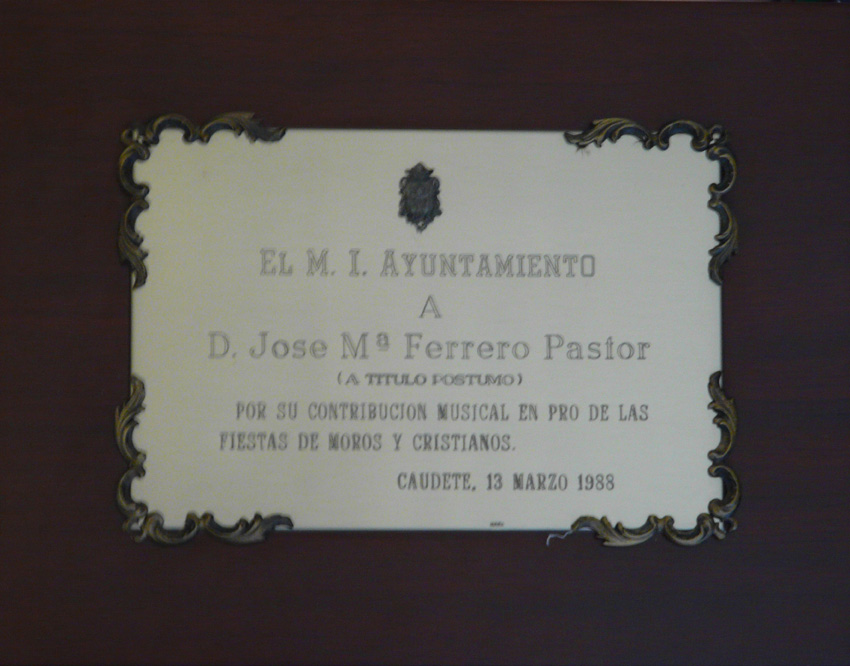 EL M. I. AYUNTAMIENTO
A
D. Jose Mª Ferrero Pastor
(A TITULO POSTUMO)
POR SU CONTRIBUCION MUSICAL EN PRO DE LAS
FIESTAS DE MOROS Y CRISTIANOS.
CAUDETE, 13 MARZO 1988